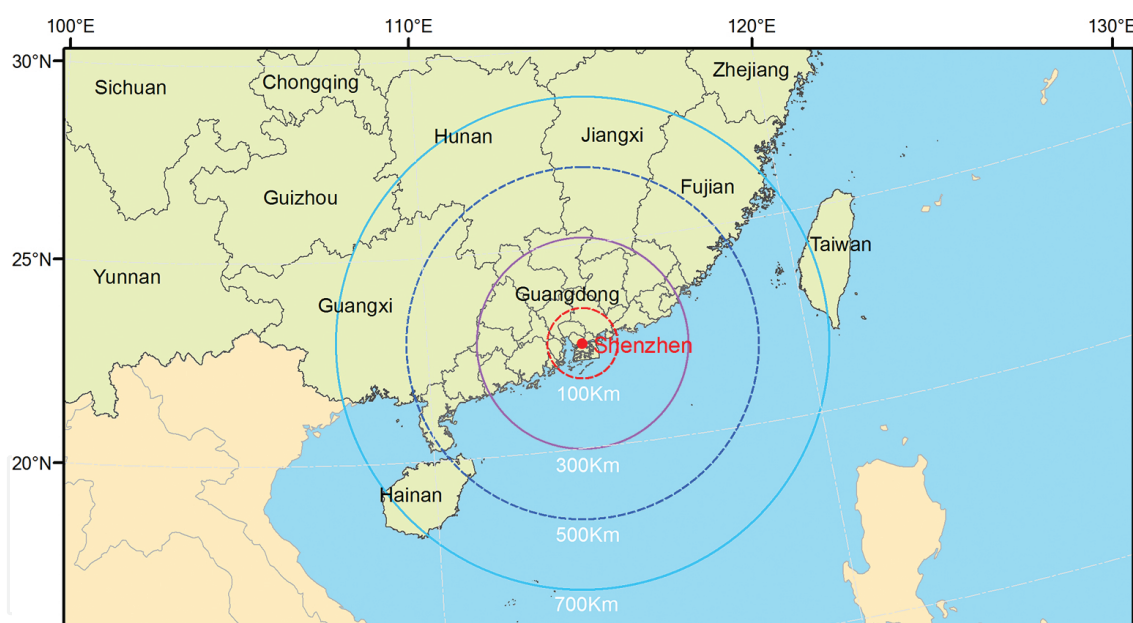 100°E
110°E
120°E
130°E
30°N
Zhejiang
Sichuan
Chongqing
Hunan
Jiangxi
Guizhou
Fujian
Taiwan
25°N
Yunnan
Guangdong
Guangxi
Shenzhen
100Km
20°N
300Km
Hainan
500Km
700Km